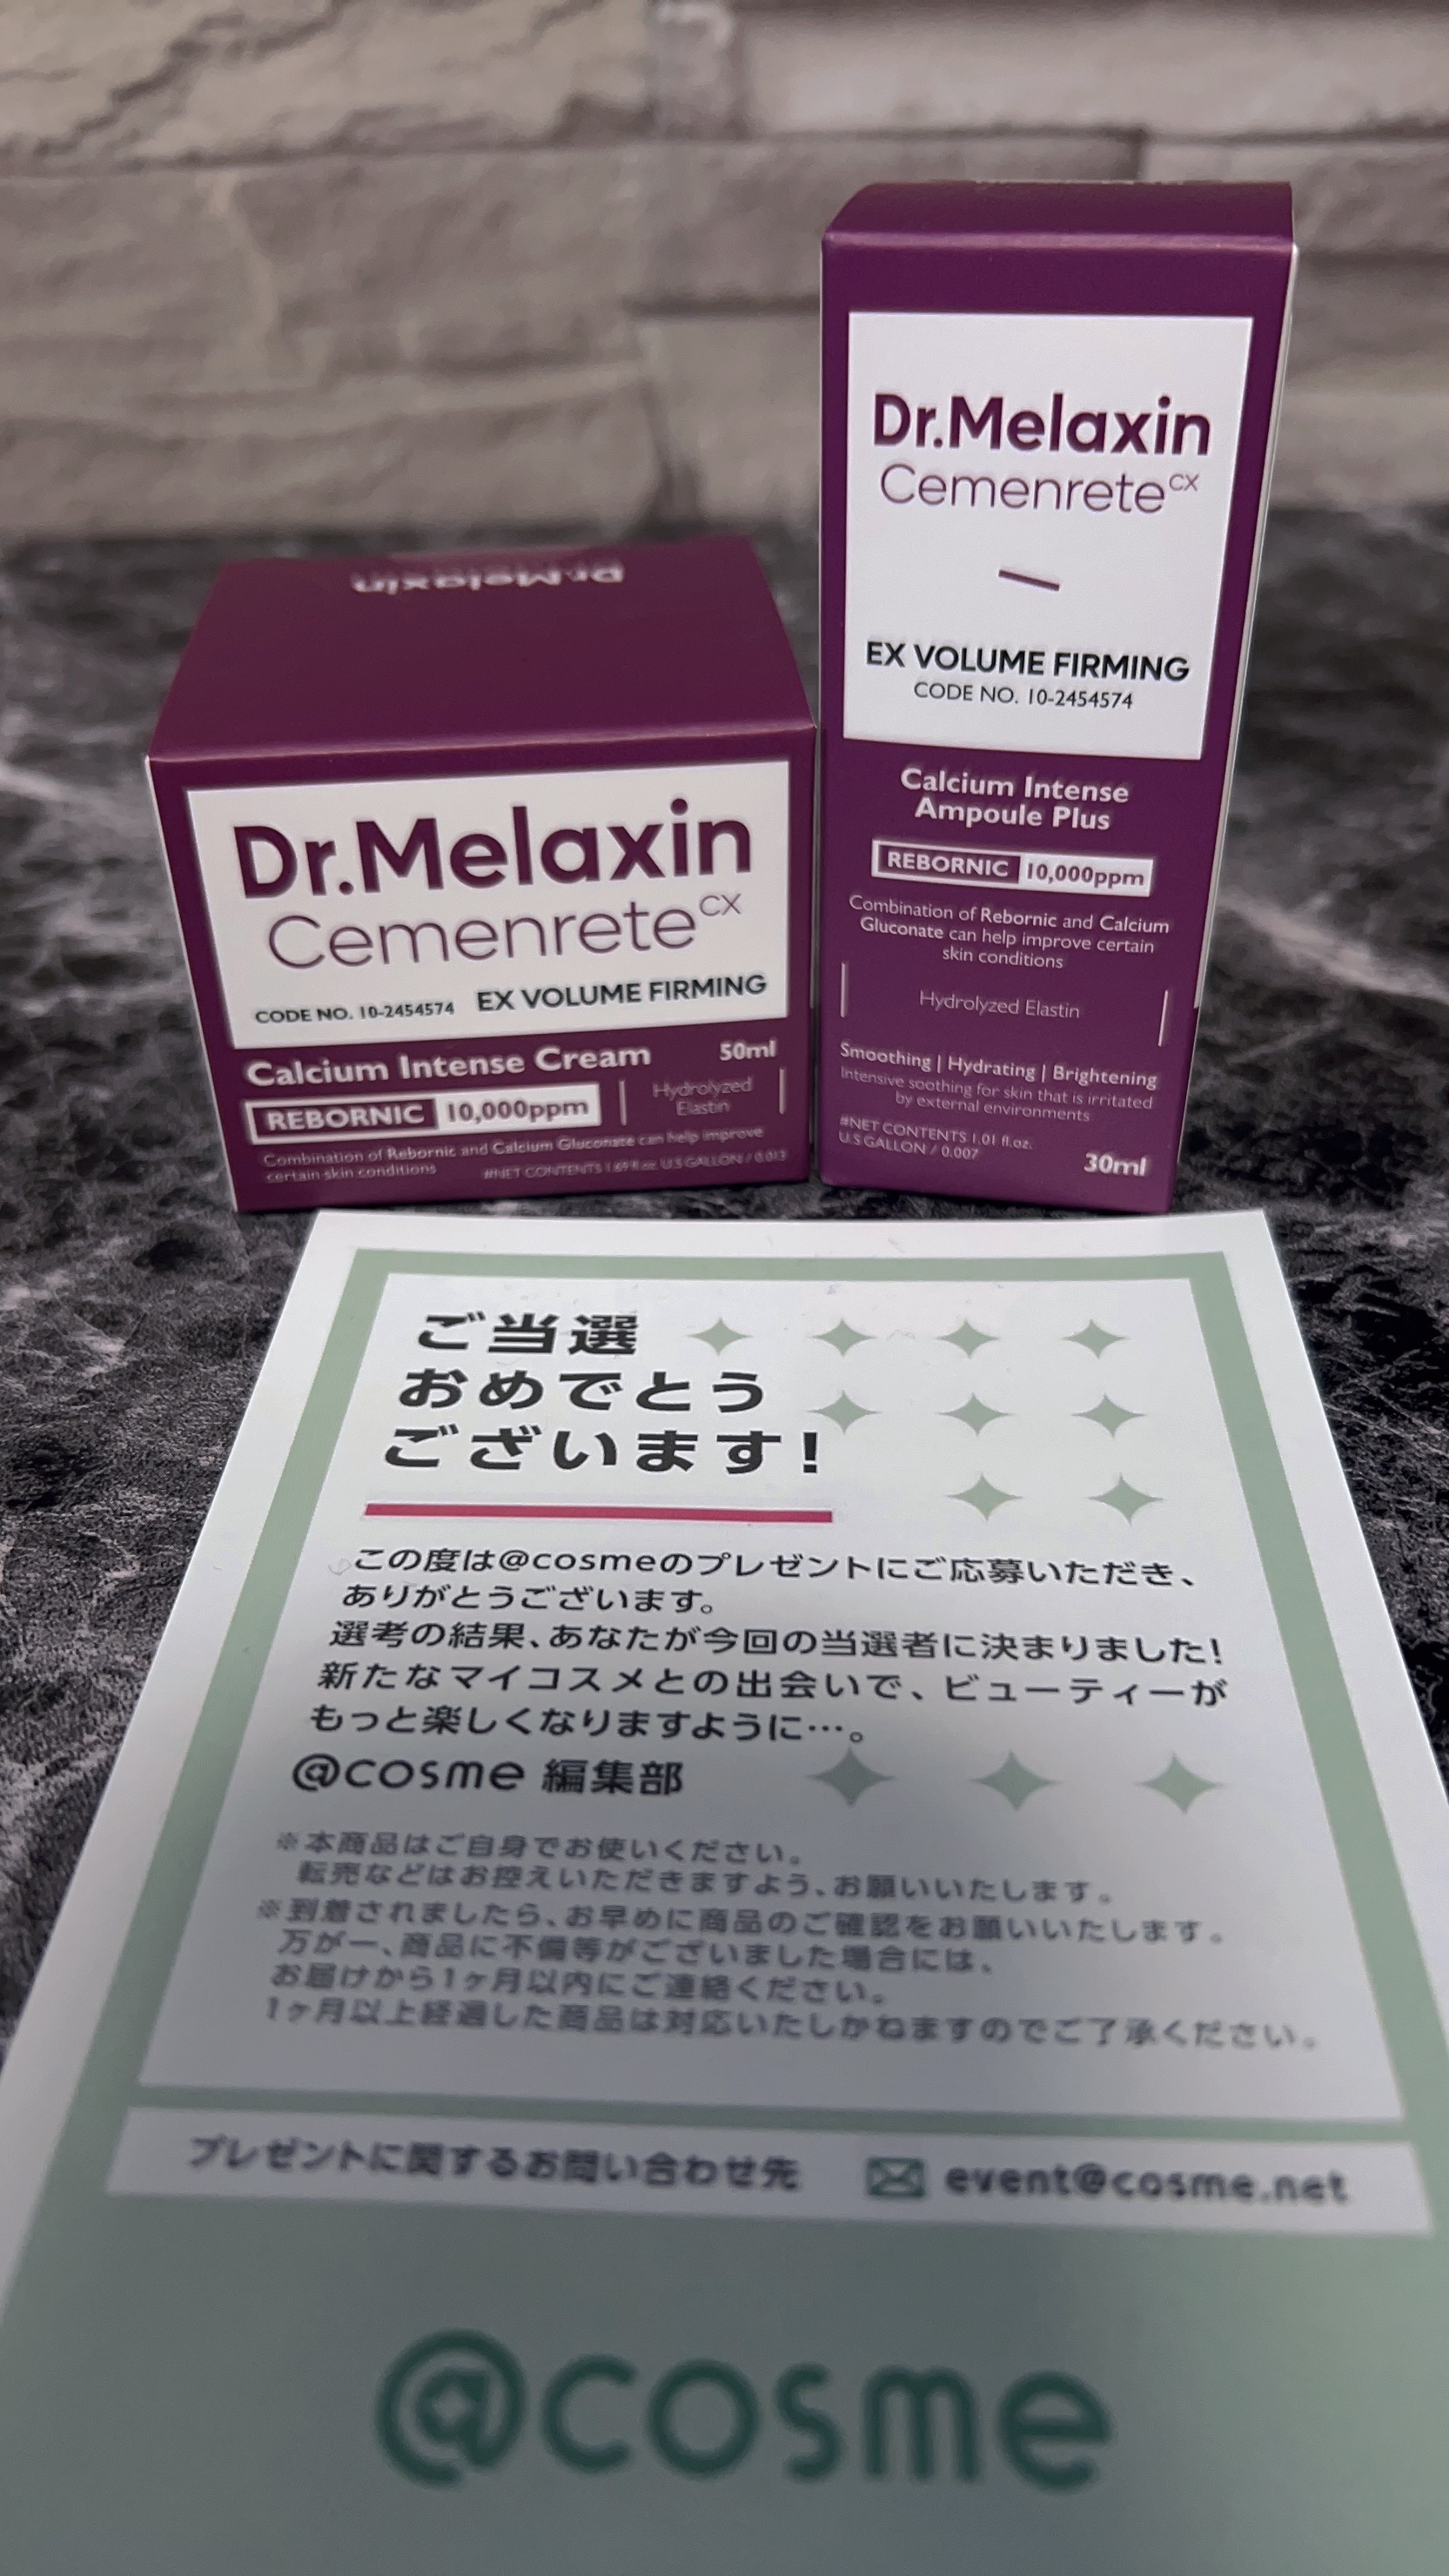 Dr.Melaxin
Dr.Melaxin
Cemenrete CX
CODE NO. 10-2454574 EX VOLUME FIRMING
Calcium Intense Cream 50ml
REBORNIC 10,000ppm
Hydrolyzed
Elastin
Combination of Rebornic and Calcium Gluconate can help improve
certain skin conditions #NET CONTENTS 1.69 fl.oz. U.S GALLON / 0.013
Dr.Melaxin
Cemenrete CX
EX VOLUME FIRMING
CODE NO. 10-2454574
Calcium Intense
Ampoule Plus
REBORNIC 10,000ppm
Combination of Rebornic and Calcium
Gluconate can help improve certain
skin conditions
Hydrolyzed Elastin
Smoothing | Hydrating | Brightening
Intensive soothing for skin that is irritated
by external environments
#NET CONTENTS 1.01 fl.oz.
U.S GALLON / 0.007
30ml
ご当選
おめでとう
ございます!
この度は@cosmeのプレゼントにご応募いただき、
ありがとうございます。
選考の結果、あなたが今回の当選者に決まりました!
新たなマイコスメとの出会いで、ビューティーが
もっと楽しくなりますように…。
@cosme 編集部
※本商品はご自身でお使いください。
転売などはお控えいただきますよう、お願いいたします。
※到着されましたら、お早めに商品のご確認をお願いいたします。
万が一、商品に不備等がございました場合には、
お届けから1ヶ月以内にご連絡ください。
1ヶ月以上経過した商品は対応いたしかねますのでご了承ください。
プレゼントに関するお問い合わせ先 event@cosme.net
@cosme